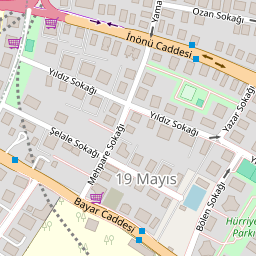 Ozan Sokağı
İnönü Caddesi
Yıldız Sokağı
Yıldız Sokağı
Yazar Sokağı
Mehpare Sokağı
Şelale Sokağı
19 Mayıs
Bayar Caddesi
Bölen Sokağı
Hürriye
Parkı